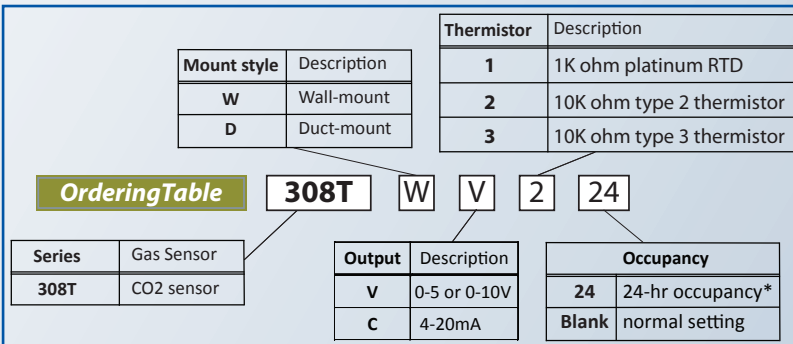 Thermistor Description
1 1K ohm platinum RTD
2 10K ohm type 2 thermistor
3 10K ohm type 3 thermistor
Mount style Description
W Wall-mount
D Duct-mount
OrderingTable 308T W V 2 24
Series Gas Sensor
308T CO2 sensor
Output Description
V 0-5 or 0-10V
C 4-20mA
Occupancy
24 24-hr occupancy*
Blank normal setting